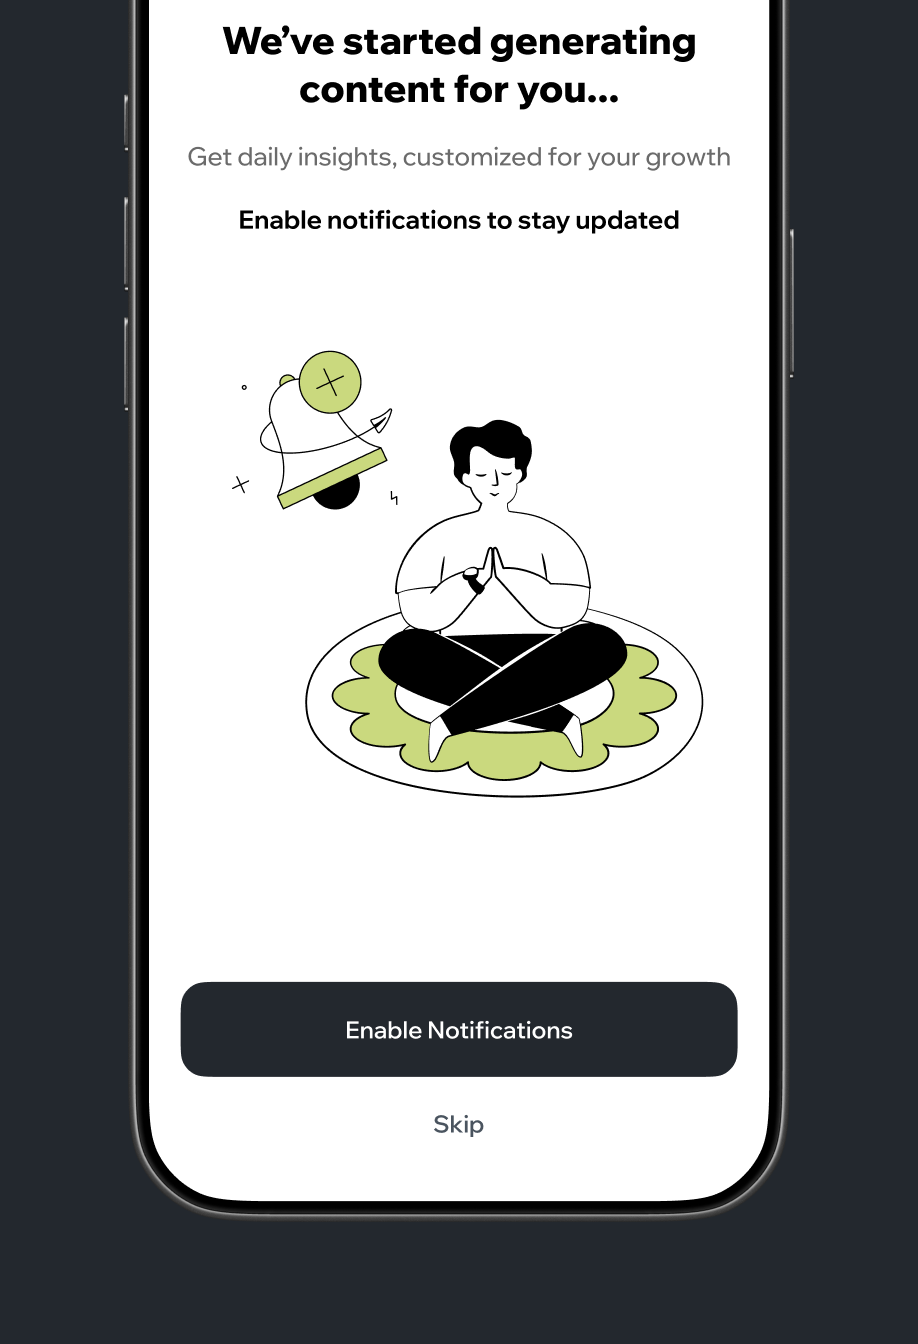 We’ve started generating
content for you...
Get daily insights, customized for your growth
Enable notifications to stay updated
Enable Notifications
Skip